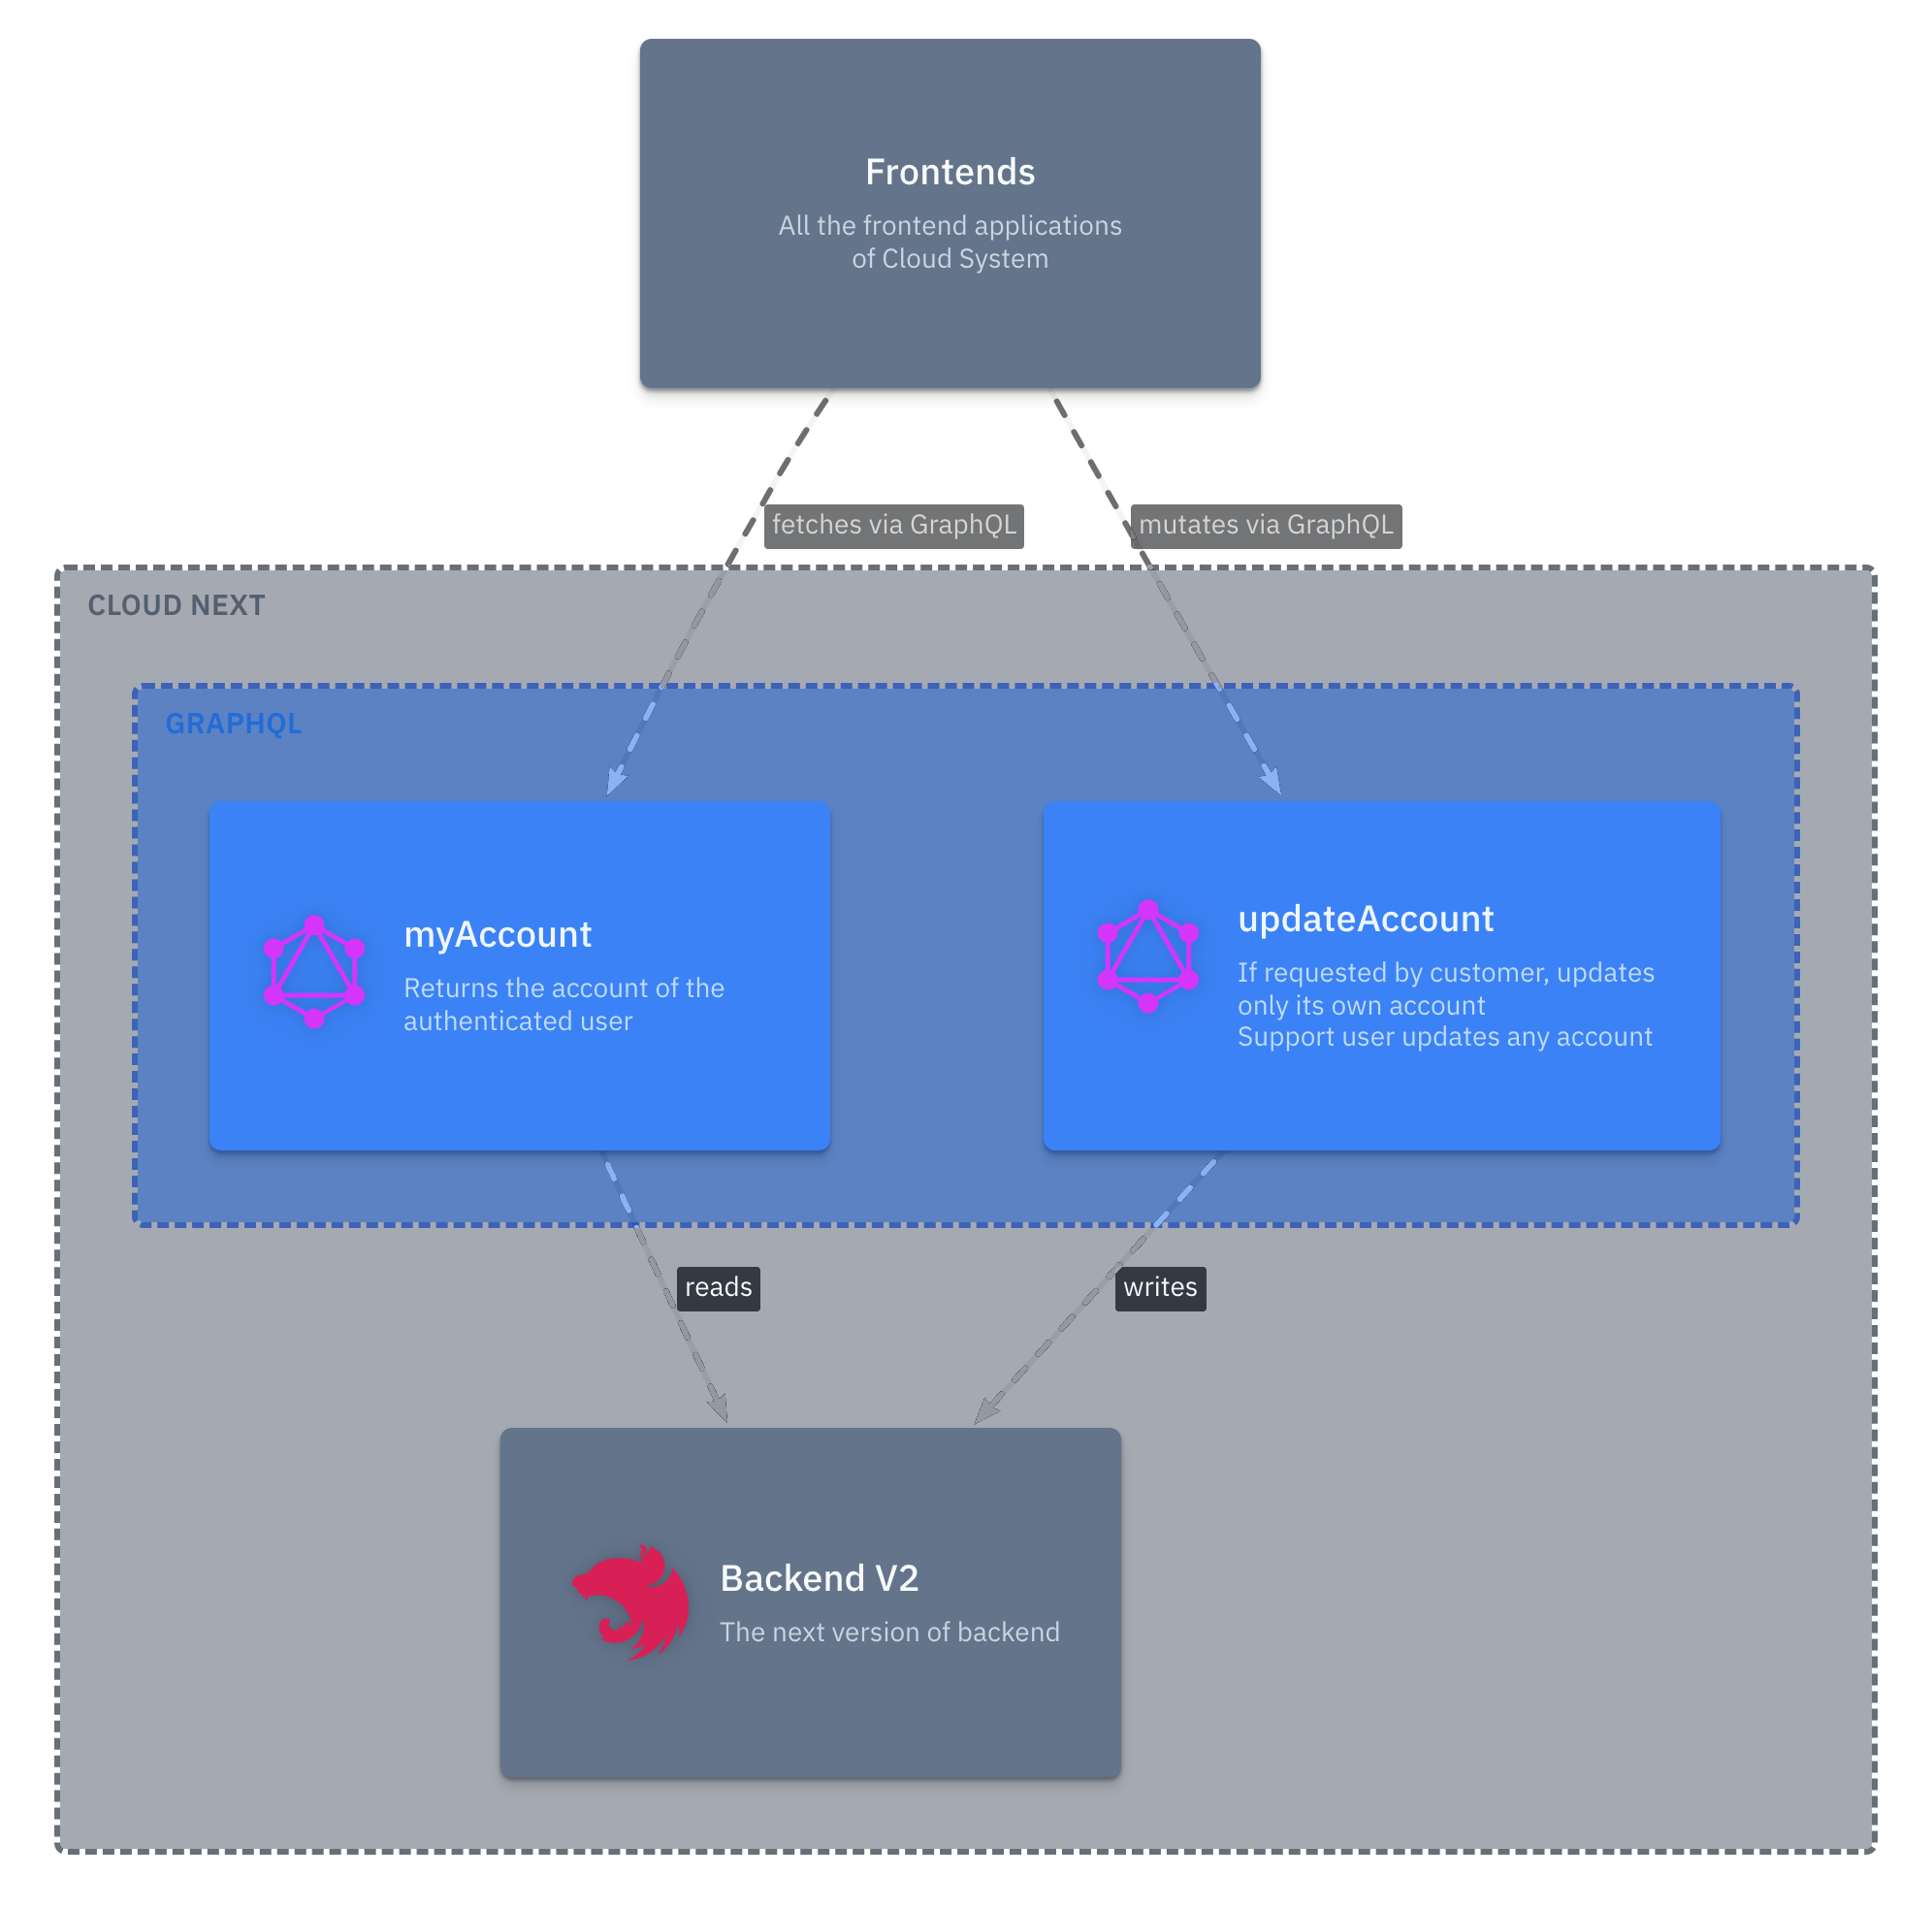 Frontends
All the frontend applications
of Cloud System
fetches via GraphQL
mutates via GraphQL
CLOUD NEXT
GRAPHQL
myAccount
Returns the account of the
authenticated user
updateAccount
If requested by customer, updates
only its own account
Support user updates any account
reads
writes
Backend V2
The next version of backend